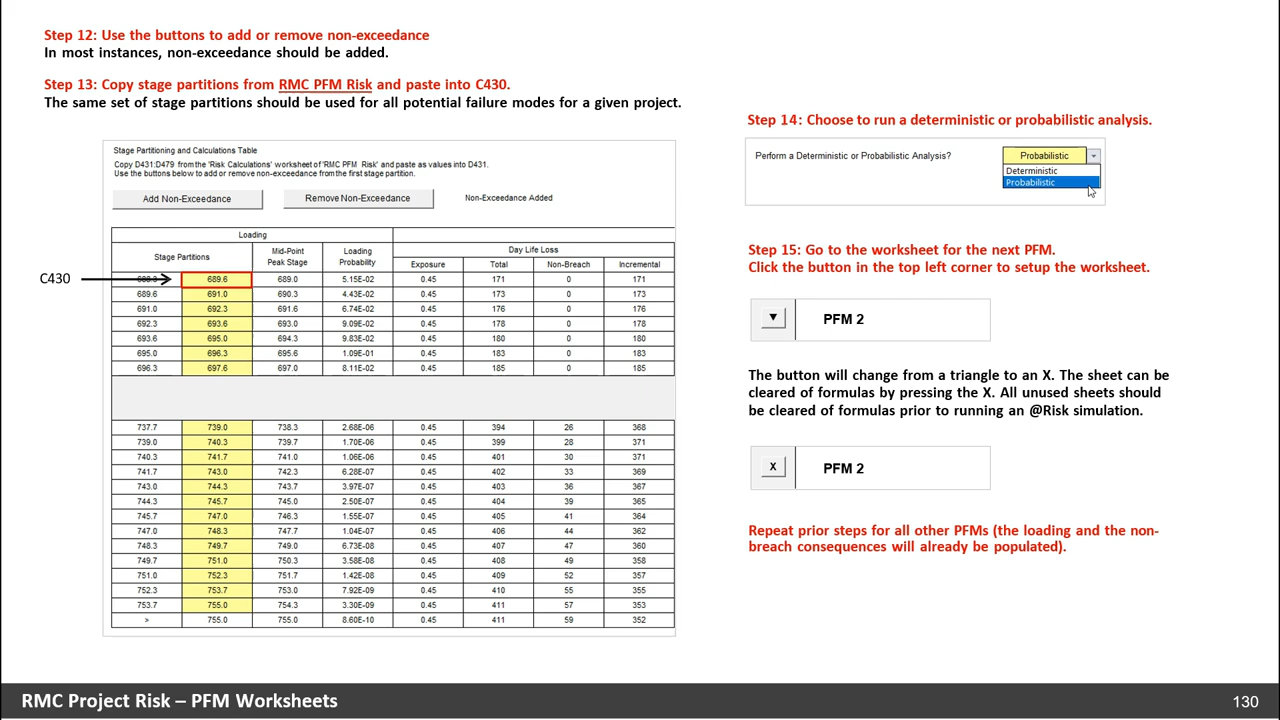 Step 12: Use the buttons to add or remove non-exceedance
In most instances, non-exceedance should be added.
Step 13: Copy stage partitions from RMC PFM Risk and paste into C430.
The same set of stage partitions should be used for all potential failure modes for a given project.
Stage Partitioning and Calculations Table
Copy D431:D479 from the 'Risk Calculations' worksheet of 'RMC PFM Risk' and paste as values into D431.
Use the buttons below to add or remove non-exceedance from the first stage partition.
Add Non-Exceedance Remove Non-Exceedance Non-Exceedance Added
Loading
Stage Partitions Mid-Point Peak Stage Loading Probability Day Life Loss
Exposure Total Non-Breach Incremental
C430
688.3 689.6 689.0 5.15E-02 0.45 171 0 171
689.6 691.0 690.3 4.43E-02 0.45 173 0 173
691.0 692.3 691.6 6.74E-02 0.45 176 0 176
692.3 693.6 693.0 9.09E-02 0.45 178 0 178
693.6 695.0 694.3 9.83E-02 0.45 180 0 180
695.0 696.3 695.6 1.09E-01 0.45 183 0 183
696.3 697.6 697.0 8.11E-02 0.45 185 0 185
737.7 739.0 738.3 2.68E-06 0.45 394 26 368
739.0 740.3 739.7 1.70E-06 0.45 399 28 371
740.3 741.7 741.0 1.06E-06 0.45 401 30 371
741.7 743.0 742.3 6.28E-07 0.45 402 33 369
743.0 744.3 743.7 3.97E-07 0.45 403 36 367
744.3 745.7 745.0 2.50E-07 0.45 404 39 365
745.7 747.0 746.3 1.55E-07 0.45 405 41 364
747.0 748.3 747.7 1.04E-07 0.45 406 44 362
748.3 749.7 749.0 6.73E-08 0.45 407 47 360
749.7 751.0 750.3 3.58E-08 0.45 408 49 358
751.0 752.3 751.7 1.42E-08 0.45 409 52 357
752.3 753.7 753.0 7.92E-09 0.45 410 55 355
753.7 755.0 754.3 3.30E-09 0.45 411 57 353
> 755.0 755.0 8.60E-10 0.45 411 59 352
Step 14: Choose to run a deterministic or probabilistic analysis.
Perform a Deterministic or Probabilistic Analysis? Probabilistic
Deterministic
Probabilistic
Step 15: Go to the worksheet for the next PFM.
Click the button in the top left corner to setup the worksheet.
▼ PFM 2
The button will change from a triangle to an X. The sheet can be
cleared of formulas by pressing the X. All unused sheets should
be cleared of formulas prior to running an @Risk simulation.
X PFM 2
Repeat prior steps for all other PFMs (the loading and the non-
breach consequences will already be populated).
RMC Project Risk – PFM Worksheets
130